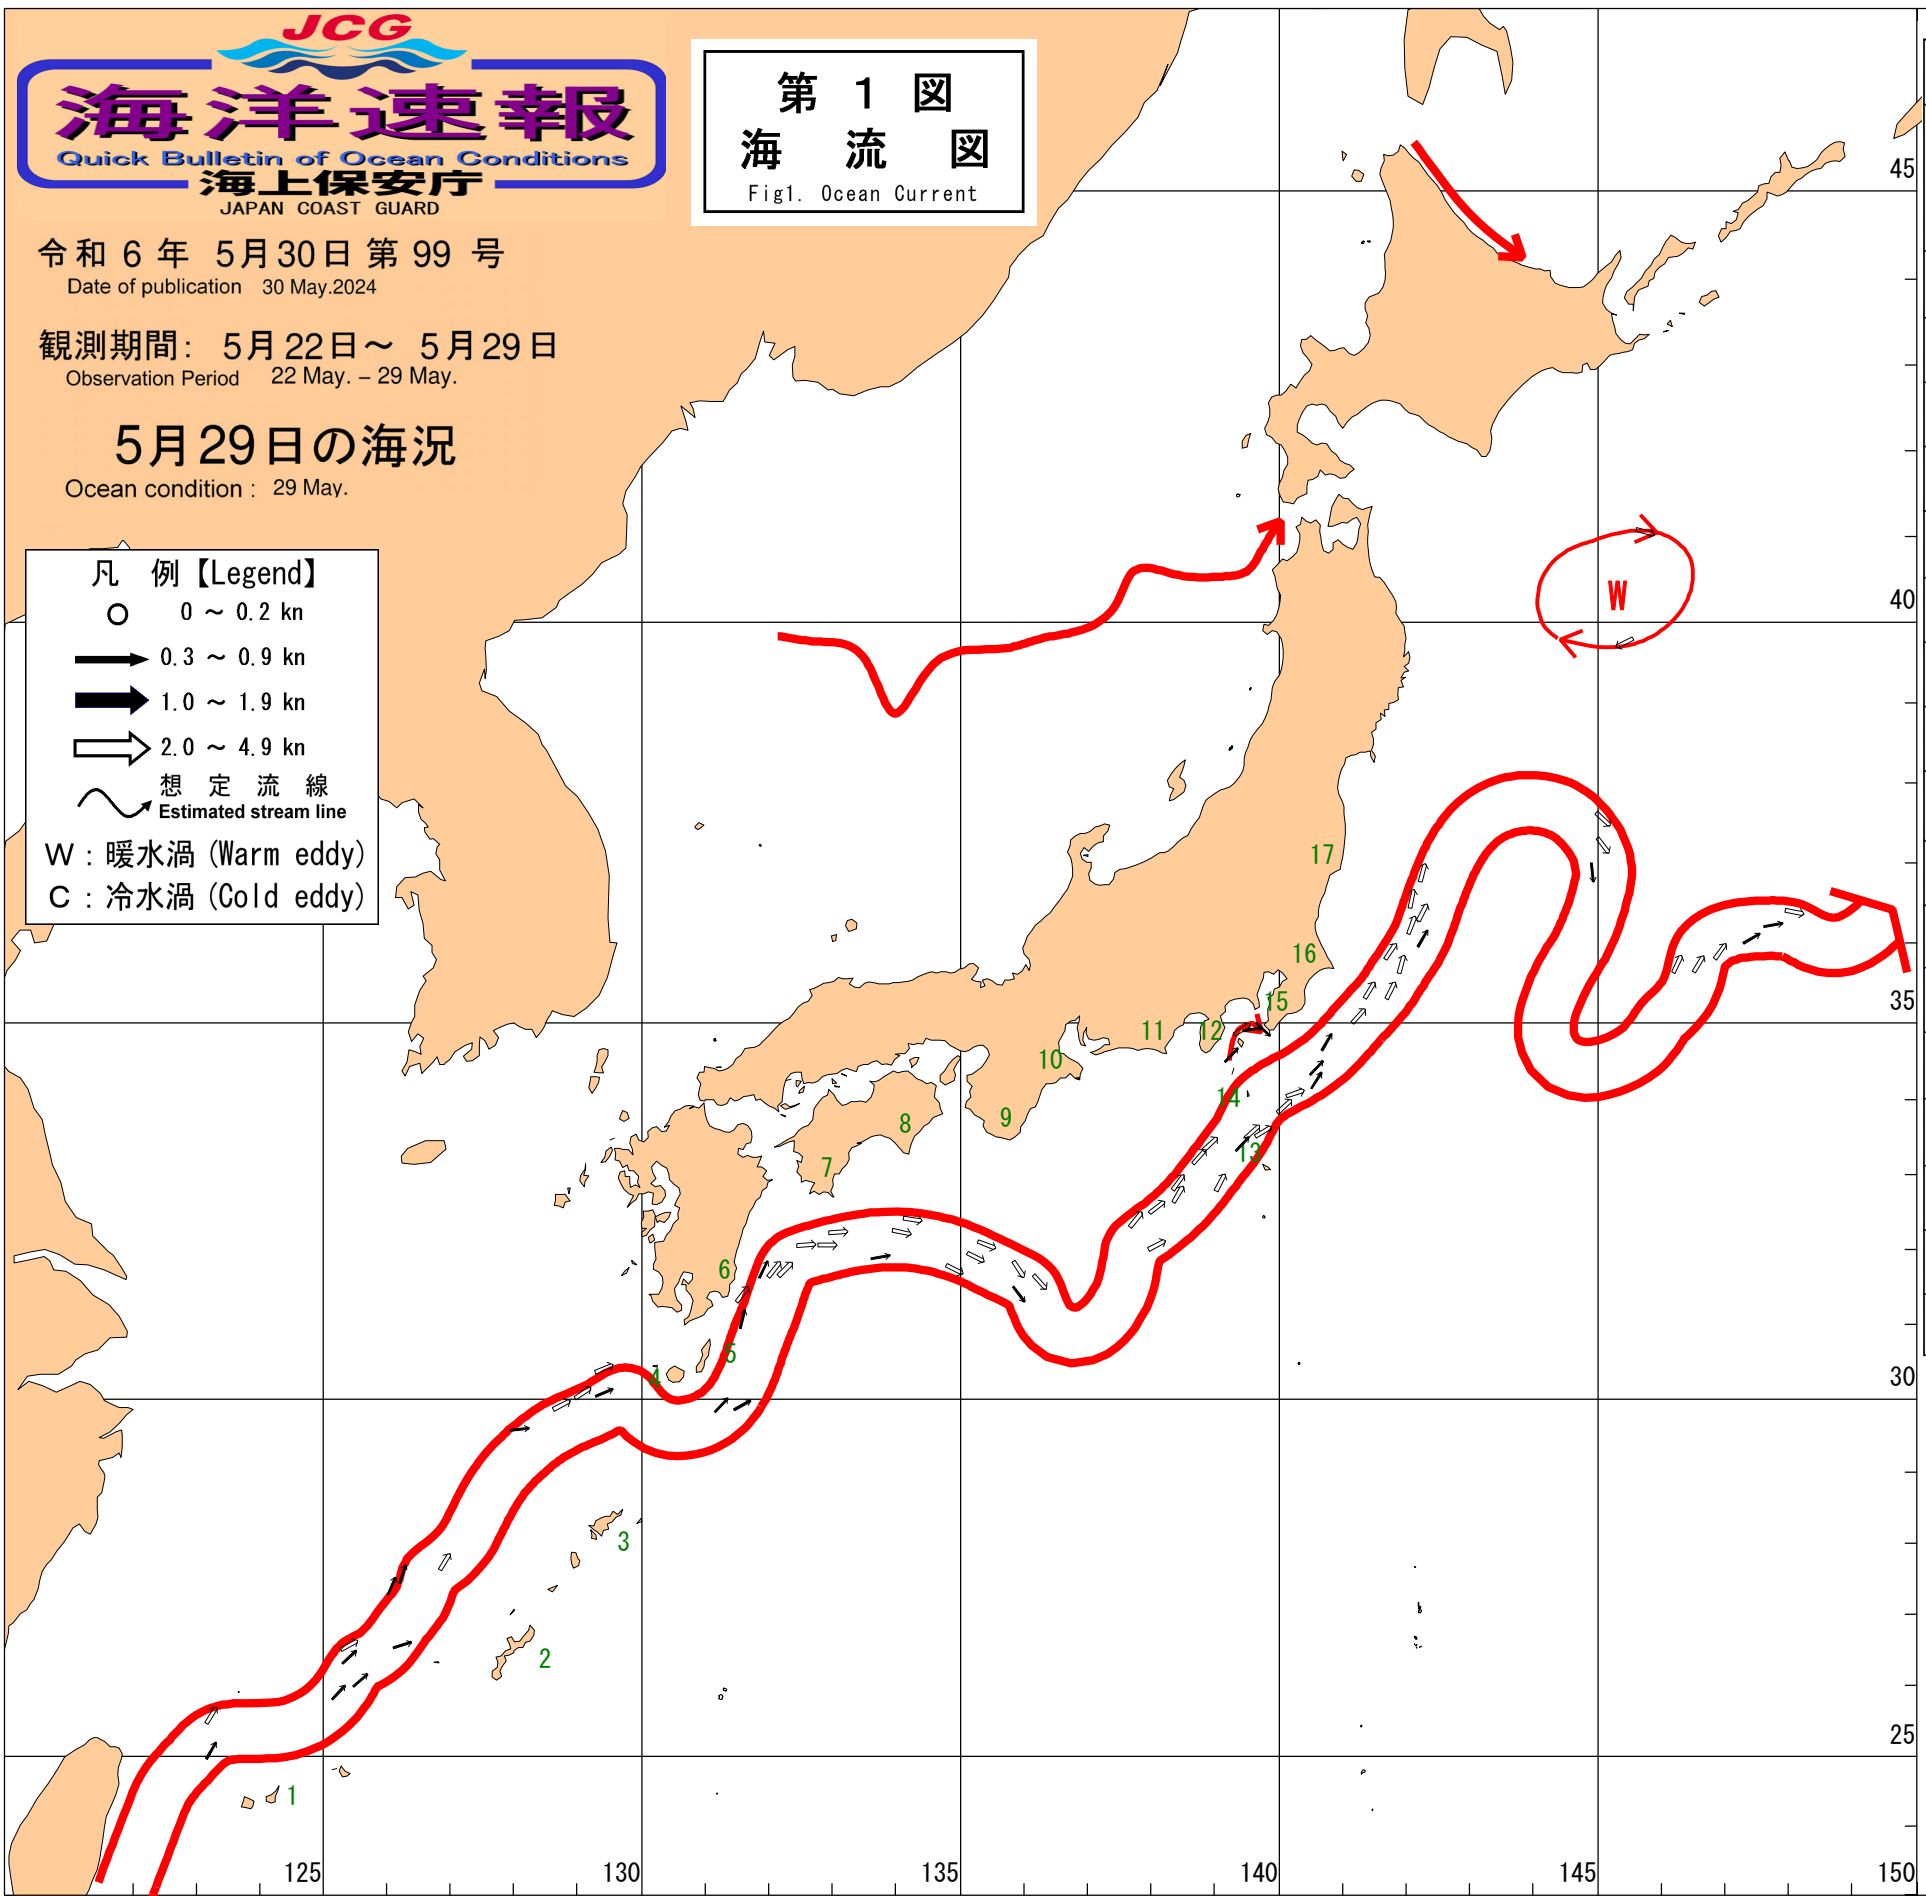 JCG
海洋速報
Quick Bulletin of Ocean Conditions
海上保安庁
JAPAN COAST GUARD
第 1 図
海 流 図
Fig1. Ocean Current
令和 6 年 5月30日 第 99 号
Date of publication 30 May.2024
観測期間: 5月22日～ 5月29日
Observation Period 22 May. – 29 May.
5月29日の海況
Ocean condition : 29 May.
凡 例【Legend】
0 ～ 0.2 kn
0.3 ～ 0.9 kn
1.0 ～ 1.9 kn
2.0 ～ 4.9 kn
想 定 流 線
Estimated stream line
W : 暖水渦 (Warm eddy)
C : 冷水渦 (Cold eddy)
45
40
W
17
16
35
15
12
11
10
14
9
8
13
7
6
5
4
30
3
2
25
1
125
130
135
140
145
150